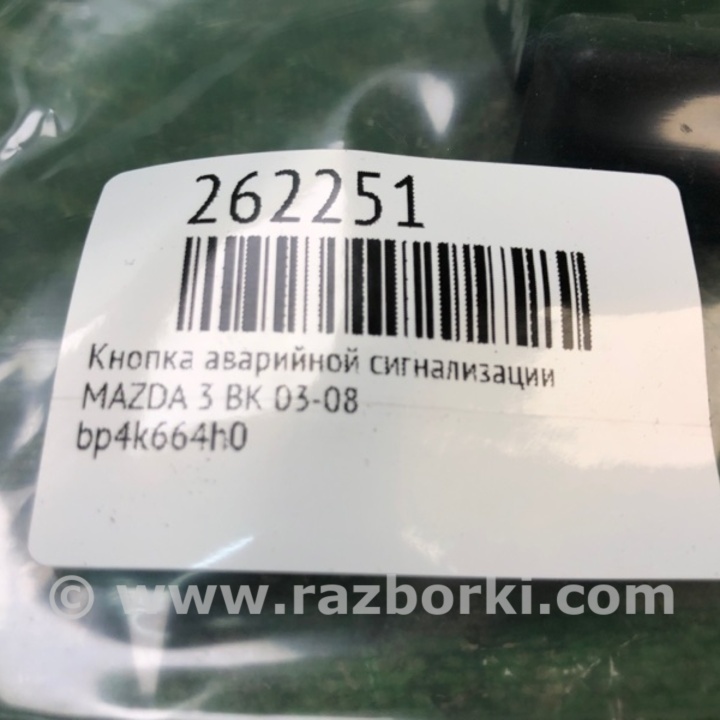 262251
Кнопка аварийной сигнализации
MAZDA 3 BK 03-08
bp4k664h0
© www.razborki.com